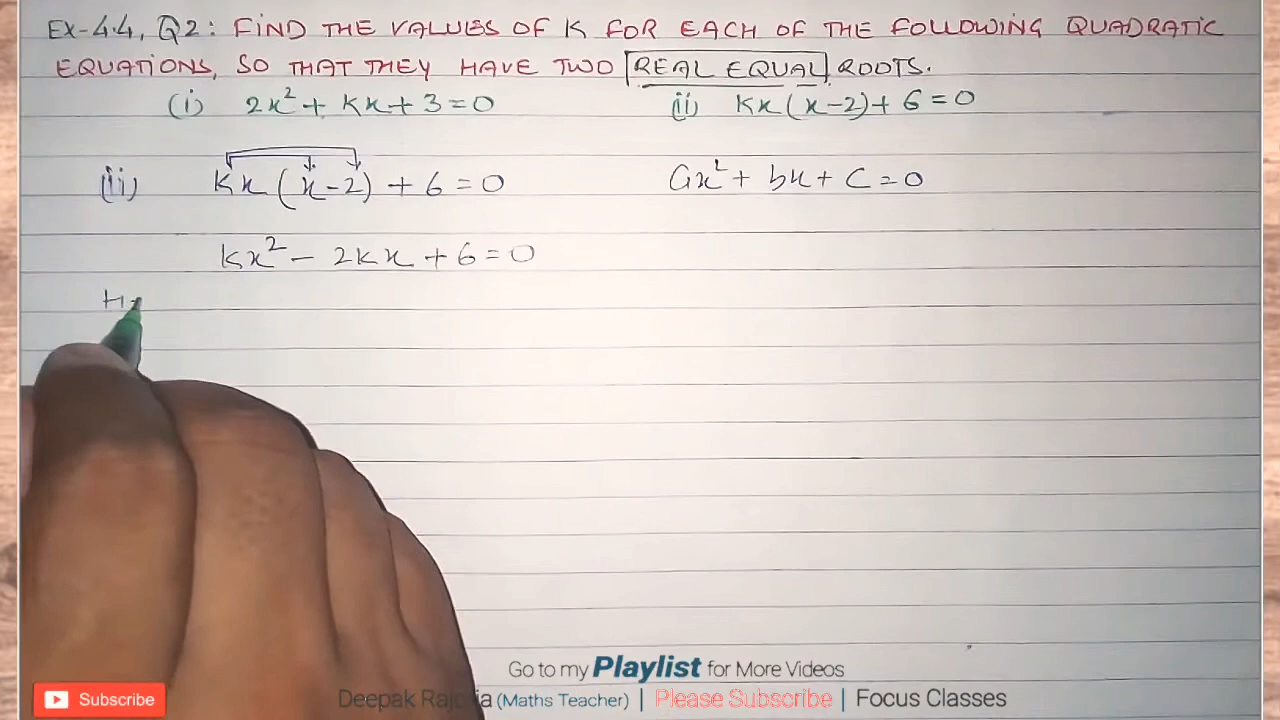 EX-4.4, Q2: FIND THE VALUES OF K FOR EACH OF THE FOLLOWING QUADRATIC
EQUATIONS, SO THAT THEY HAVE TWO REAL EQUAL ROOTS.
(i) 2x² + Kx + 3 = 0 (ii) Kx(x-2) + 6 = 0
(ii) Kx(x-2) + 6 = 0 ax² + bx + c = 0
Kx² - 2Kx + 6 = 0
Go to my Playlist for More Videos
Subscribe Deepak (Maths Teacher) | Please Subscribe | Focus Classes